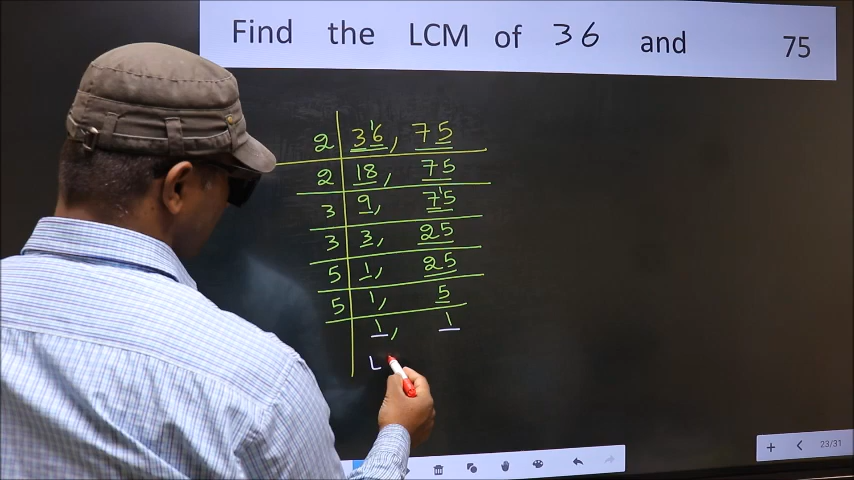 Find the LCM of 36 and 75
2 36, 75
2 18, 75
3 9, 75
3 3, 25
5 1, 25
5 1, 5
1, 1
L
23/31